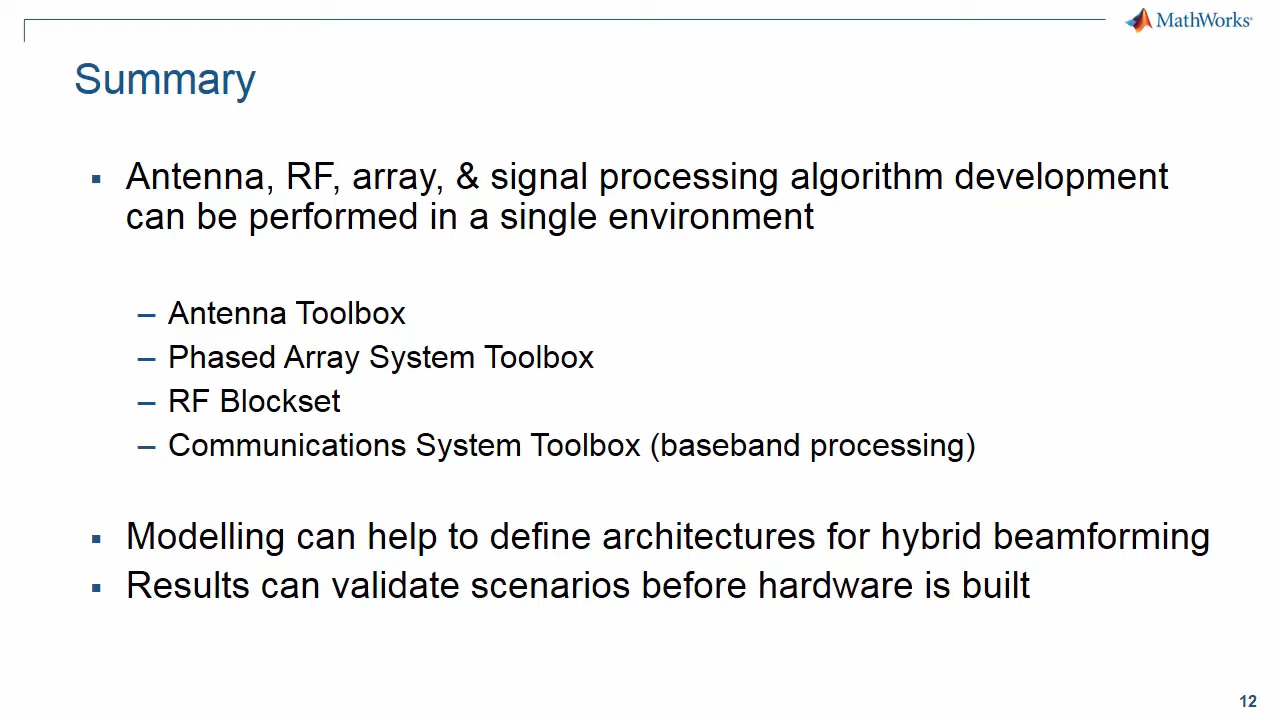 MathWorks®
Summary
▪ Antenna, RF, array, & signal processing algorithm development
can be performed in a single environment
– Antenna Toolbox
– Phased Array System Toolbox
– RF Blockset
– Communications System Toolbox (baseband processing)
▪ Modelling can help to define architectures for hybrid beamforming
▪ Results can validate scenarios before hardware is built
12